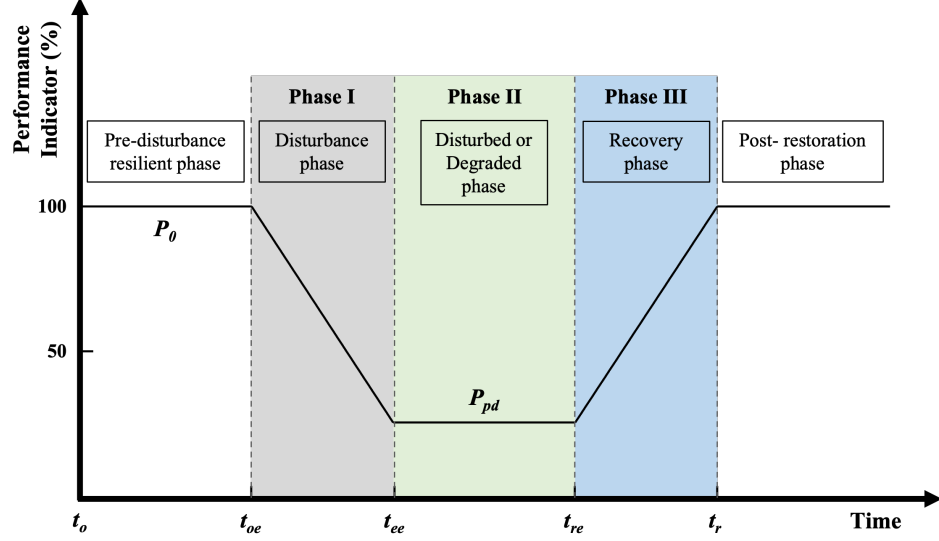 Performance
Indicator (%)
Phase I
Phase II
Phase III
Pre-disturbance
resilient phase
Disturbance
phase
Disturbed or
Degraded
phase
Recovery
phase
Post- restoration
phase
100
P0
50
Ppd
to
toe
tee
tre
tr
Time